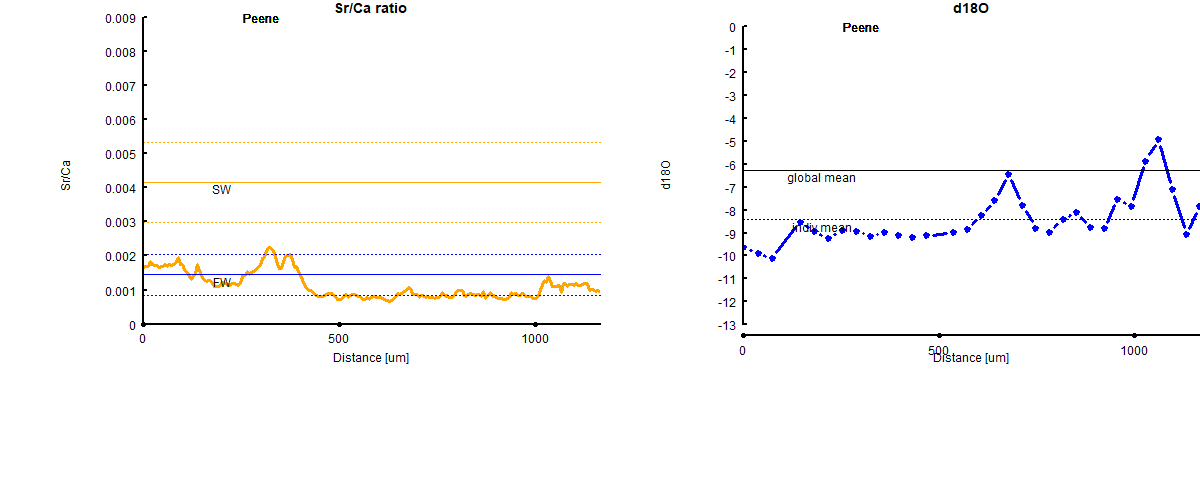 Sr/Ca ratio
Peene
0.009
0.008
0.007
0.006
0.005
0.004
0.003
0.002
0.001
0
Sr/Ca
SW
FW
0
500
1000
Distance [um]
d18O
Peene
0
-1
-2
-3
-4
-5
-6
-7
-8
-9
-10
-11
-12
-13
d18O
global mean
indiv.mean
0
500
1000
Distance [um]